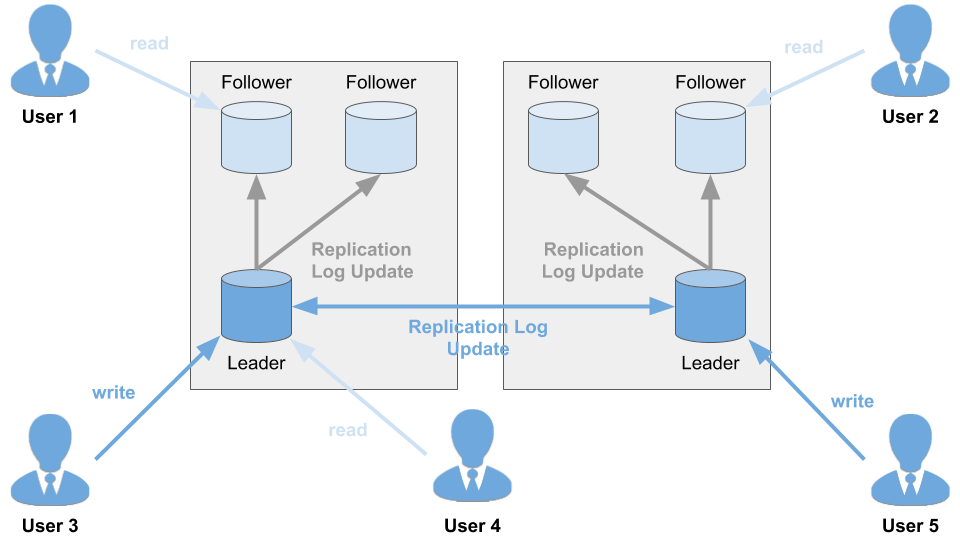 read
read
User 1
User 2
Follower
Follower
Follower
Follower
Replication
Log Update
Replication
Log Update
Replication Log
Update
Leader
Leader
write
read
write
User 3
User 4
User 5